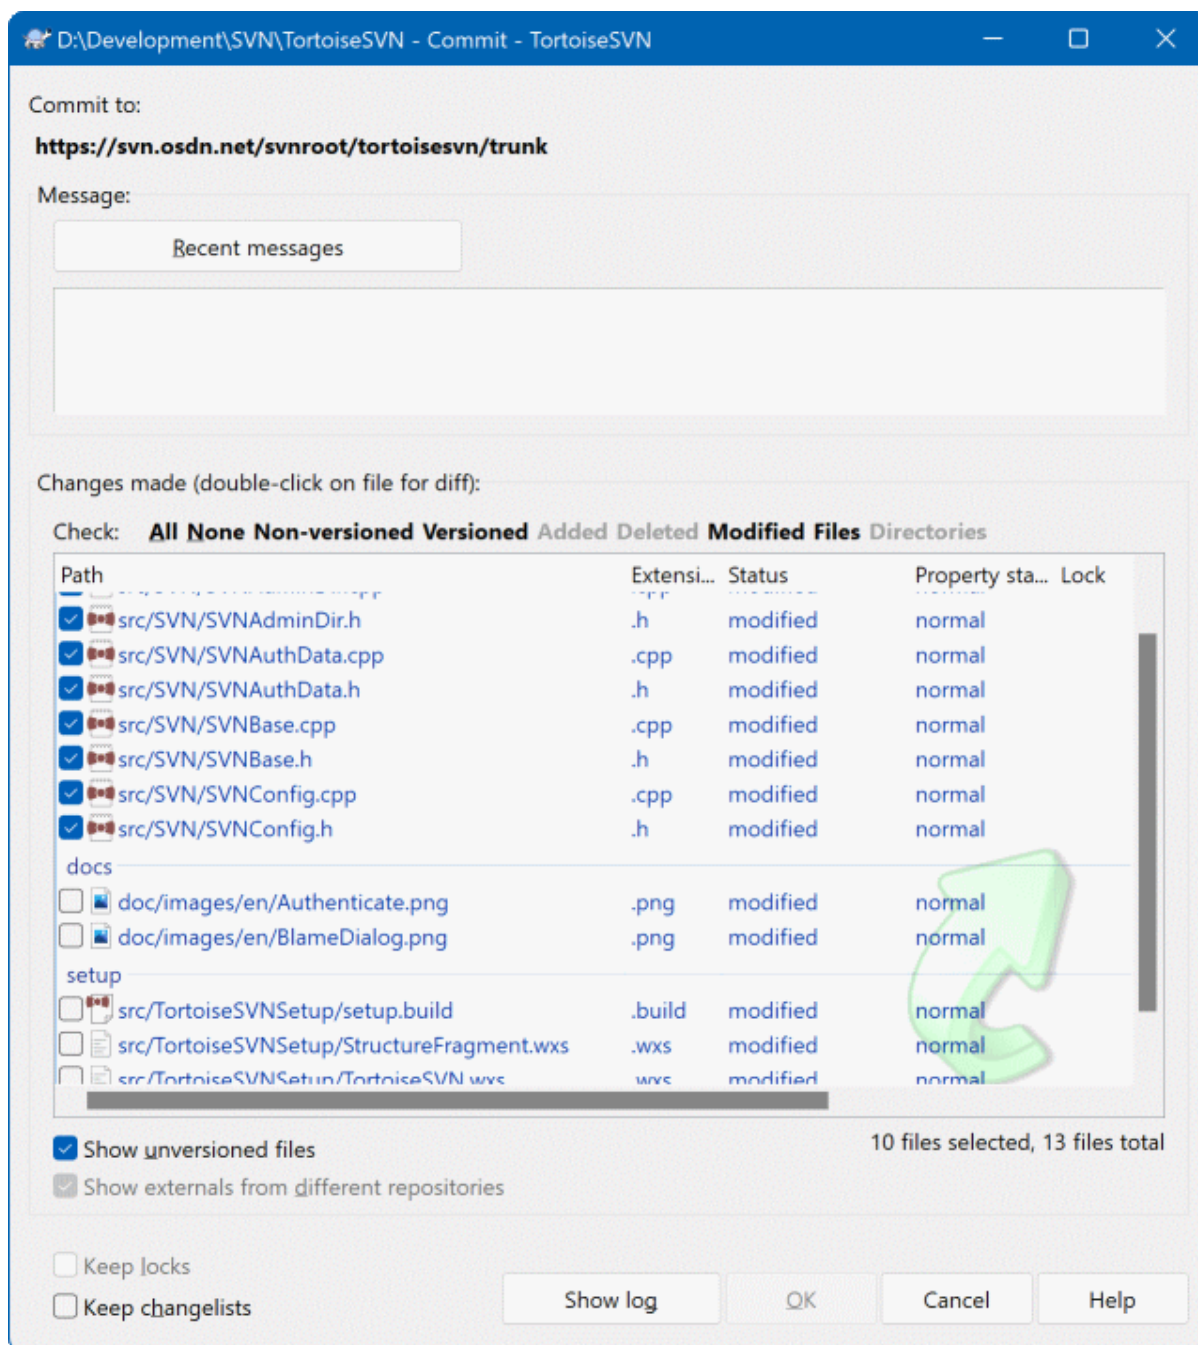 D:\Development\SVN\TortoiseSVN - Commit - TortoiseSVN
Commit to:
https://svn.osdn.net/svnroot/tortoisesvn/trunk
Message:
Recent messages
Changes made (double-click on file for diff):
Check: All None Non-versioned Versioned Added Deleted Modified Files Directories
Path Extensi... Status Property sta... Lock
src/SVN/SVNAdminDir.h .h modified normal
src/SVN/SVNAuthData.cpp .cpp modified normal
src/SVN/SVNAuthData.h .h modified normal
src/SVN/SVNBase.cpp .cpp modified normal
src/SVN/SVNBase.h .h modified normal
src/SVN/SVNConfig.cpp .cpp modified normal
src/SVN/SVNConfig.h .h modified normal
docs
doc/images/en/Authenticate.png .png modified normal
doc/images/en/BlameDialog.png .png modified normal
setup
src/TortoiseSVNSetup/setup.build .build modified normal
src/TortoiseSVNSetup/StructureFragment.wxs .wxs modified normal
src/TortoiseSVNSetup/TortoiseSVN.wxs .wxs modified normal
Show unversioned files
10 files selected, 13 files total
Show externals from different repositories
Keep locks
Keep changelists
Show log OK Cancel Help